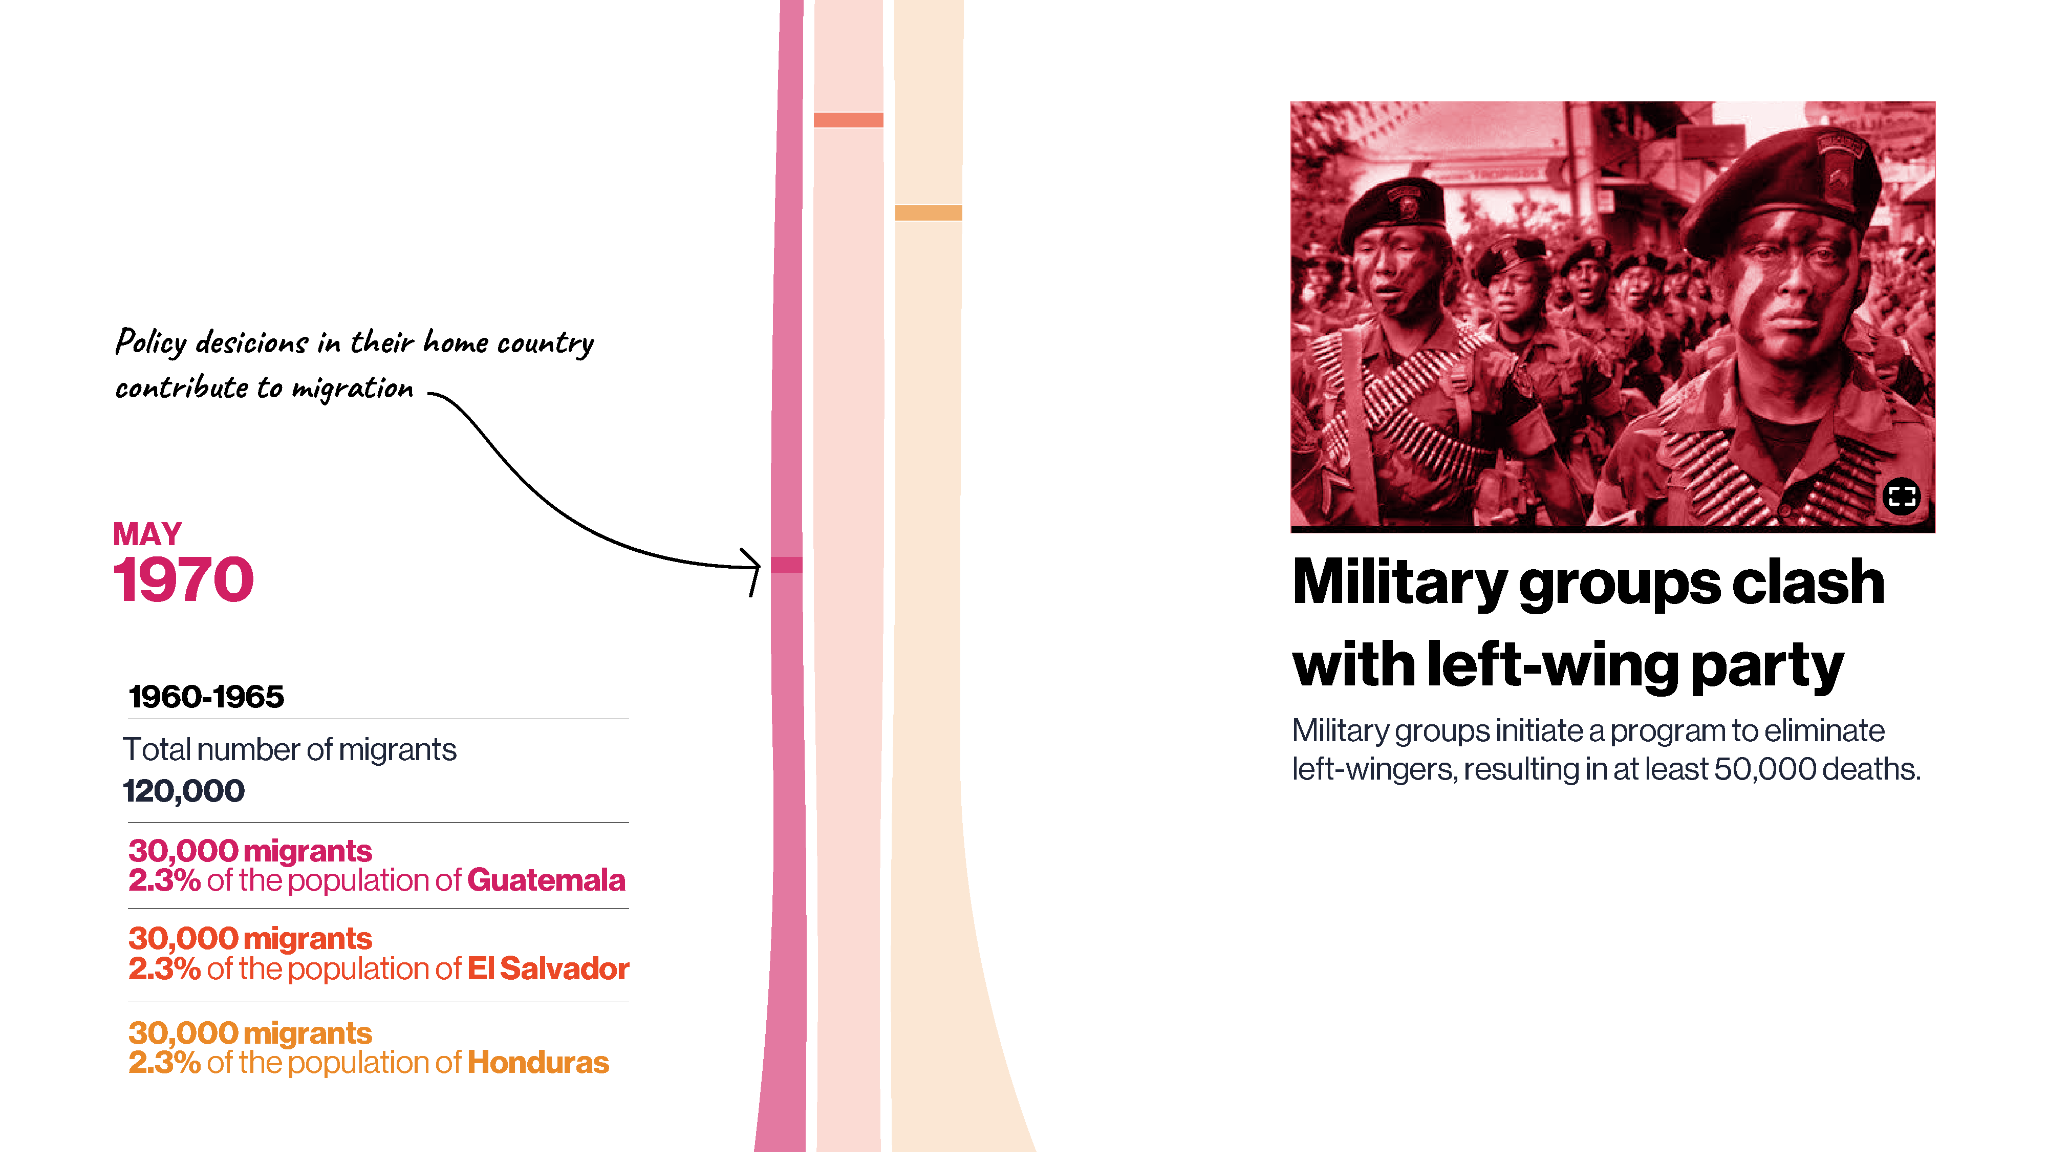 Policy desicions in their home country
contribute to migration
MAY
1970
1960-1965
Total number of migrants
120,000
30,000 migrants
2.3% of the population of Guatemala
30,000 migrants
2.3% of the population of El Salvador
30,000 migrants
2.3% of the population of Honduras
Military groups clash
with left-wing party
Military groups initiate a program to eliminate
left-wingers, resulting in at least 50,000 deaths.